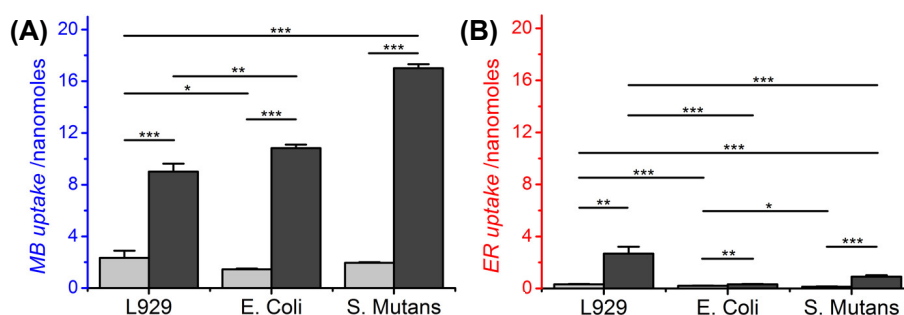 (A)
MB uptake /nanomoles
20
16
12
8
4
0
***
***
**
*
***
***
L929
E. Coli
S. Mutans
(B)
ER uptake /nanomoles
20
16
12
8
4
0
***
***
***
***
*
**
**
***
L929
E. Coli
S. Mutans